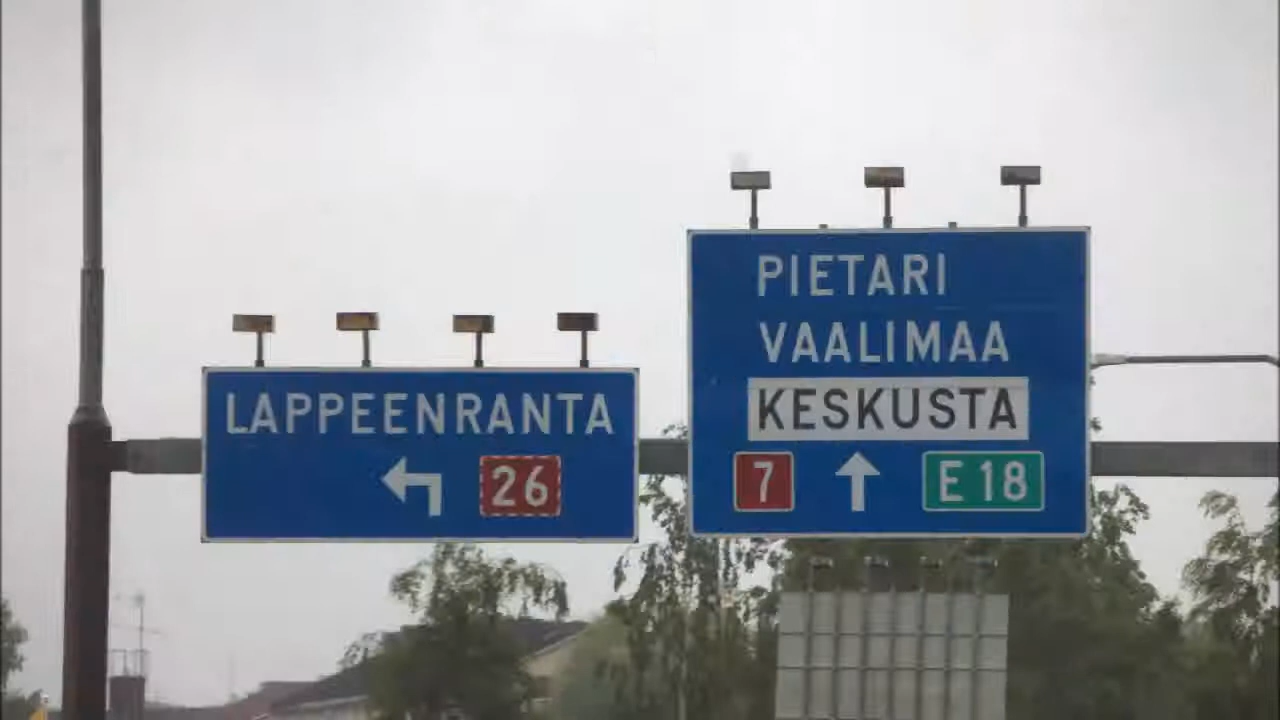 LAPPEENRANTA
26
PIETARI
VAALIMAA
KESKUSTA
7 E 18